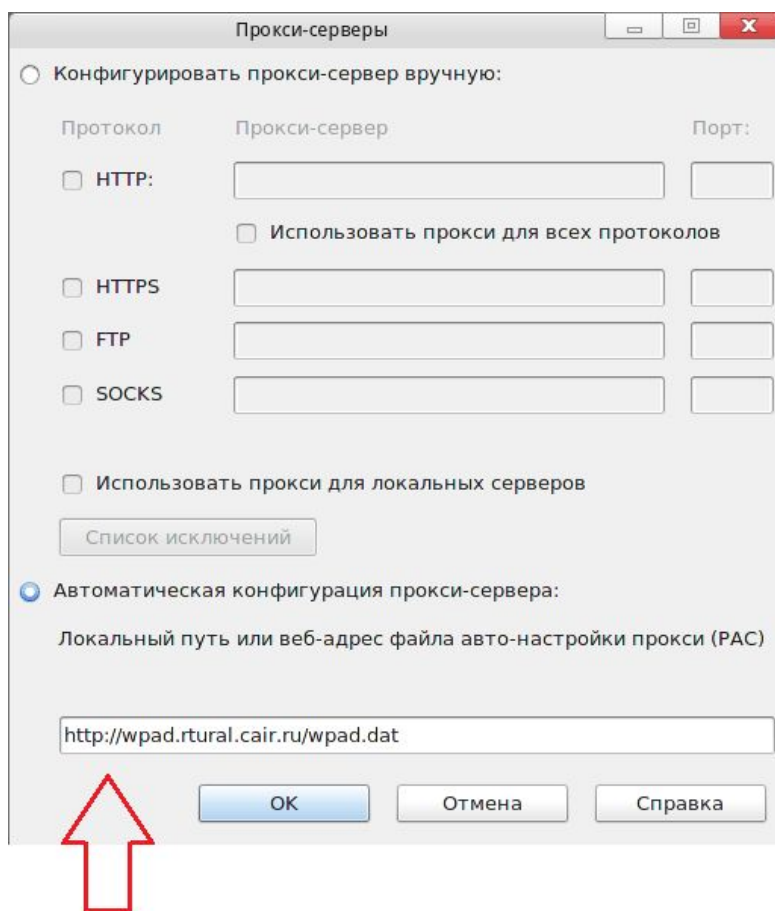 Прокси-серверы
Конфигурировать прокси-сервер вручную:
Протокол Прокси-сервер Порт:
HTTP:
Использовать прокси для всех протоколов
HTTPS
FTP
SOCKS
Использовать прокси для локальных серверов
Список исключений
Автоматическая конфигурация прокси-сервера:
Локальный путь или веб-адрес файла авто-настройки прокси (PAC)
http://wpad.rtural.cair.ru/wpad.dat
OK Отмена Справка